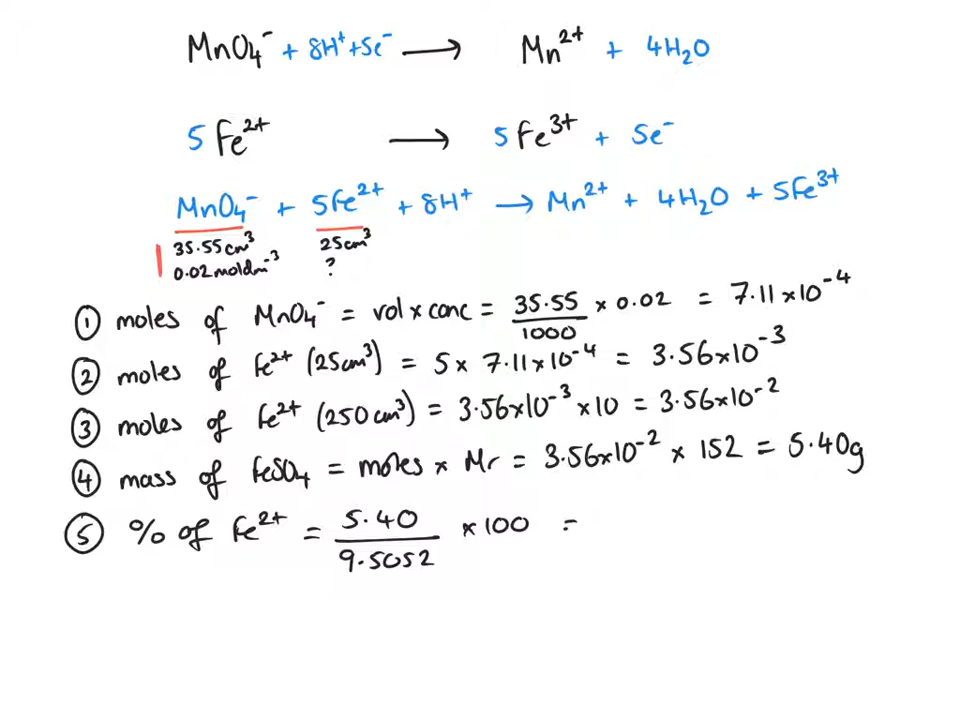 MnO₄⁻ + 8H⁺ + 5e⁻ ⟶ Mn²⁺ + 4H₂O
5Fe²⁺ ⟶ 5Fe³⁺ + 5e⁻
MnO₄⁻ + 5Fe²⁺ + 8H⁺ → Mn²⁺ + 4H₂O + 5Fe³⁺
35.55cm³ 25cm³
0.02moldm⁻³ ?
① moles of MnO₄⁻ = vol × conc = 35.55/1000 × 0.02 = 7.11×10⁻⁴
② moles of Fe²⁺ (25cm³) = 5 × 7.11×10⁻⁴ = 3.56×10⁻³
③ moles of Fe²⁺ (250cm³) = 3.56×10⁻³ × 10 = 3.56×10⁻²
④ mass of FeSO₄ = moles × Mr = 3.56×10⁻² × 152 = 5.40g
⑤ % of Fe²⁺ = 5.40/9.5052 × 100 =